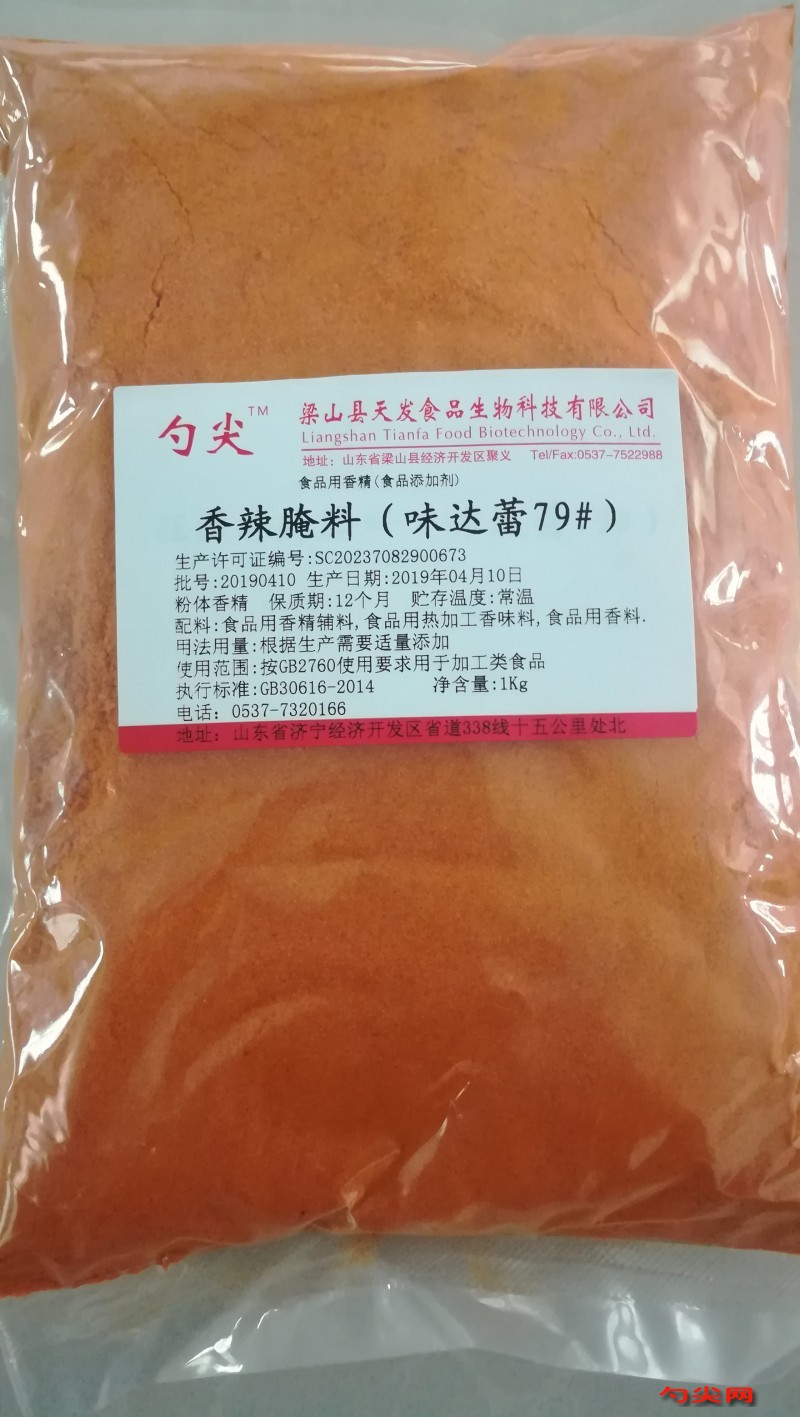 勺尖™
梁山县天发食品生物科技有限公司
Liangshan Tianfa Food Biotechnology Co., Ltd.
地址：山东省梁山县经济开发区聚义 Tel/Fax:0537-7522988
食品用香精(食品添加剂)
香辣腌料（味达蕾79#）
生产许可证编号:SC20237082900673
批号:20190410 生产日期:2019年04月10日
粉体香精 保质期:12个月 贮存温度:常温
配料:食品用香精辅料,食品用热加工香味料,食品用香料.
用法用量:根据生产需要适量添加
使用范围:按GB2760使用要求用于加工类食品
执行标准:GB30616-2014 净含量:1Kg
电话: 0537-7320166
地址: 山东省济宁经济开发区省道338线十五公里处北
勺尖网